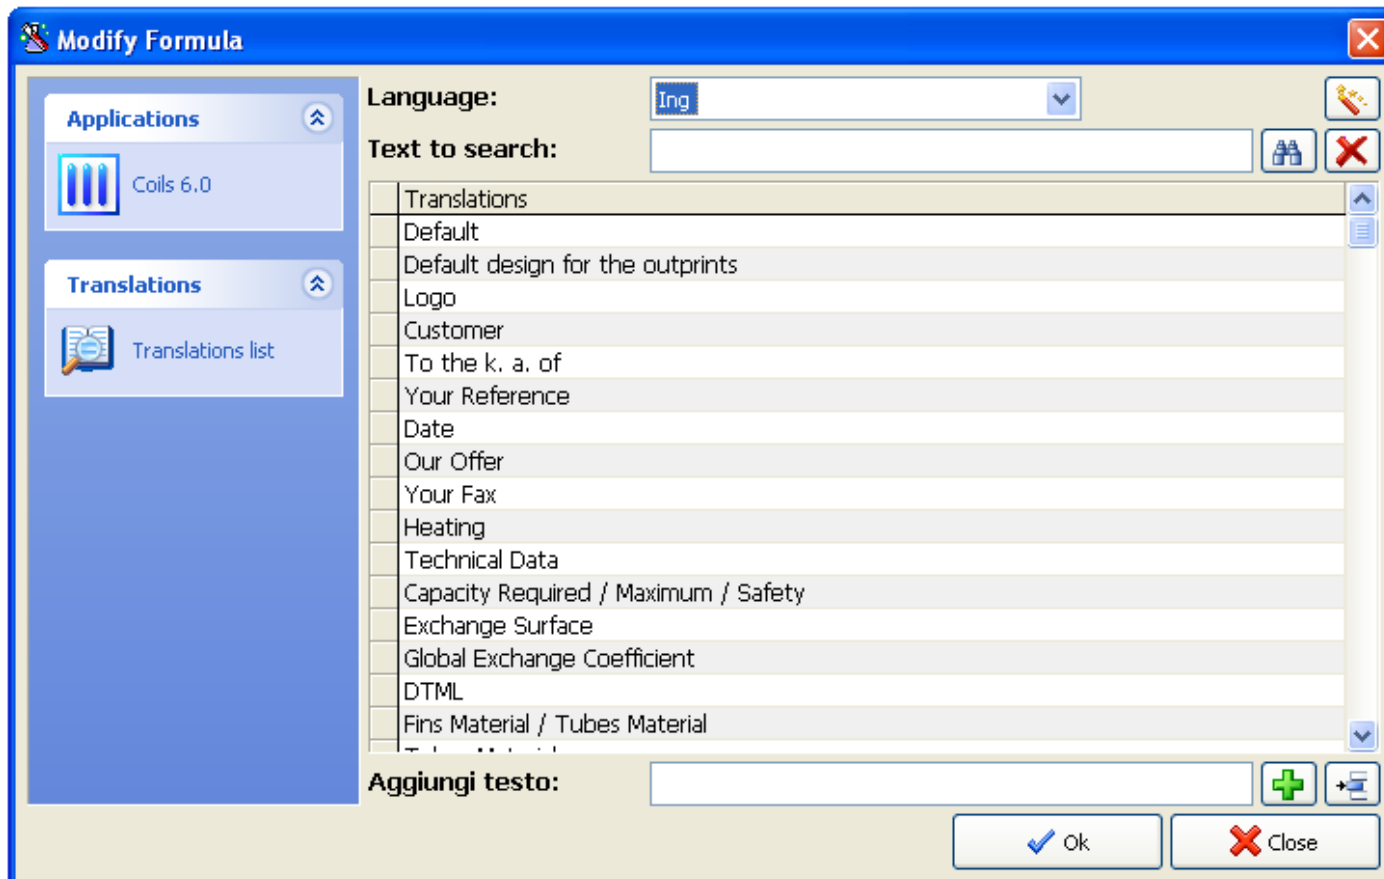 Modify Formula
Applications
Coils 6.0
Translations
Translations list
Language:
Ing
Text to search:
Translations
Default
Default design for the outprints
Logo
Customer
To the k. a. of
Your Reference
Date
Our Offer
Your Fax
Heating
Technical Data
Capacity Required / Maximum / Safety
Exchange Surface
Global Exchange Coefficient
DTML
Fins Material / Tubes Material
Aggiungi testo:
Ok
Close